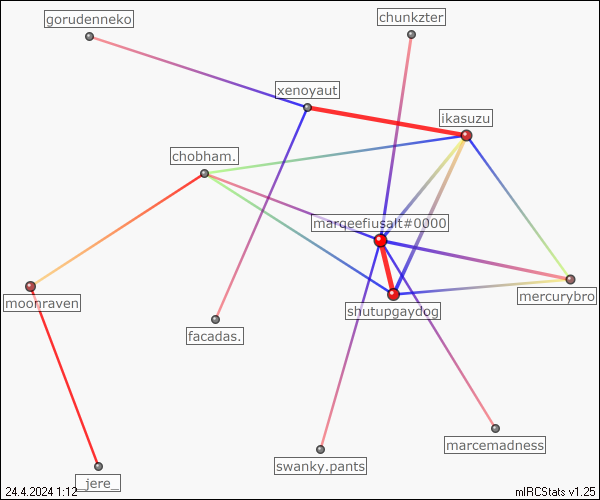 gorudenneko
chunkzter
xenoyaut
ikasuzu
chobham.
marqeefiusalt#0000
moonraven
mercurybro
shutupgaydog
facadas.
marcemadness
swanky.pants
_jere_
24.4.2024 1:12
mIRCStats v1.25